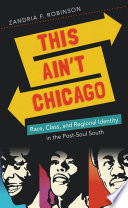 ZANDRIA F. ROBINSON
THIS
AIN'T
CHICAGO
Race, Class, and Regional Identity
in the Post-Soul South